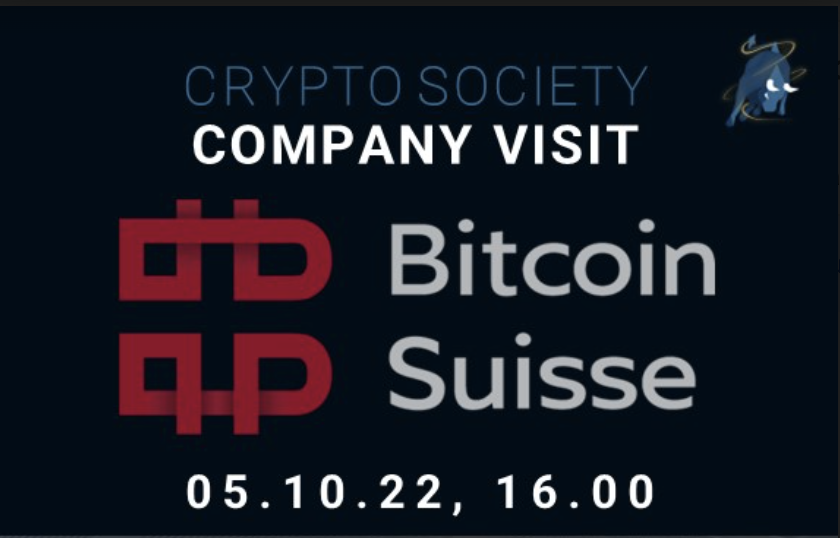 CRYPTO SOCIETY
COMPANY VISIT
Bitcoin
Suisse
05.10.22, 16.00